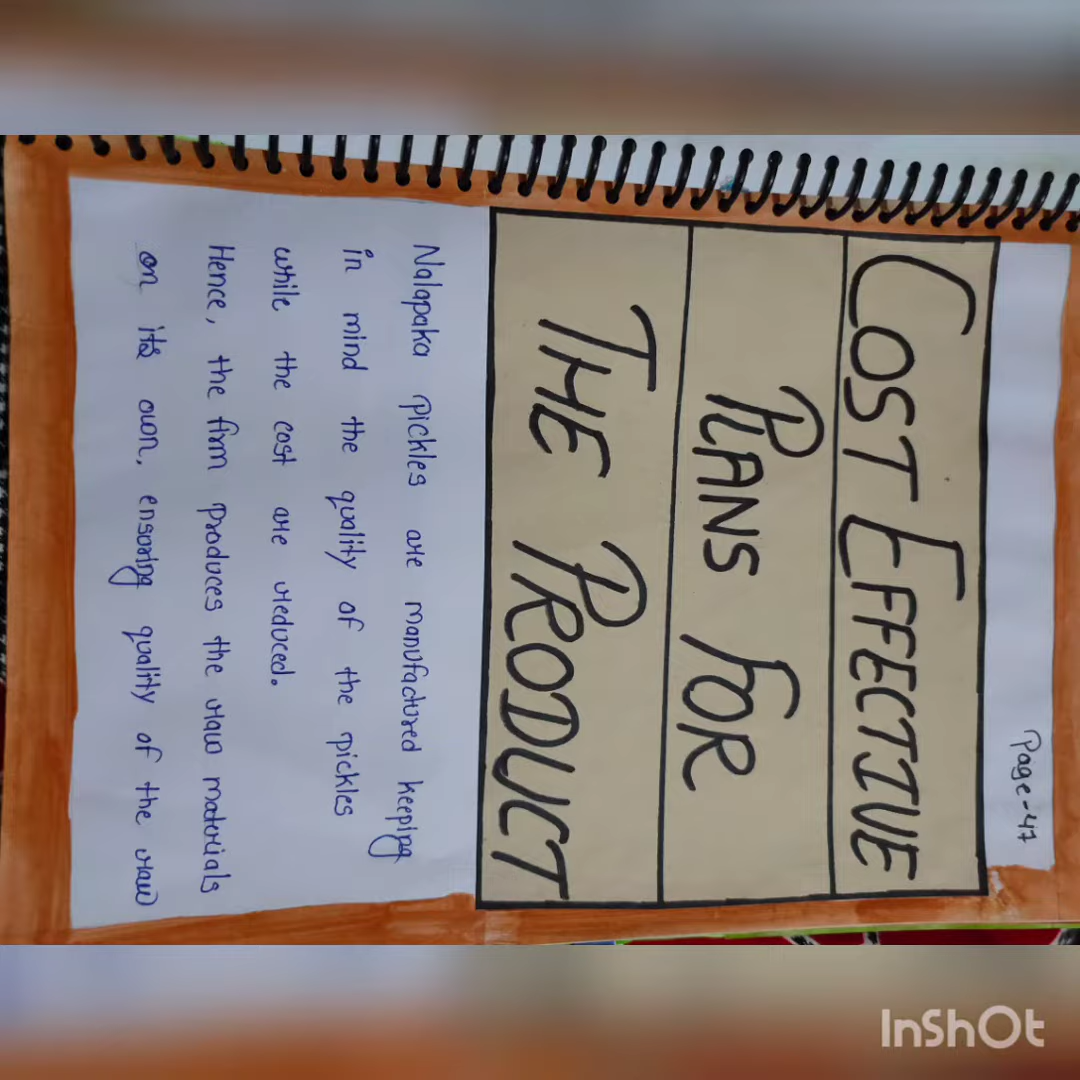 Page-47
COST EFFECTIVE
PLANS FOR
THE PRODUCT
Nalapaka pickles are manufactured keeping
in mind the quality of the pickles
while the cost are reduced.
Hence, the firm produces the raw materials
on its own, ensuring quality of the raw
InShOt